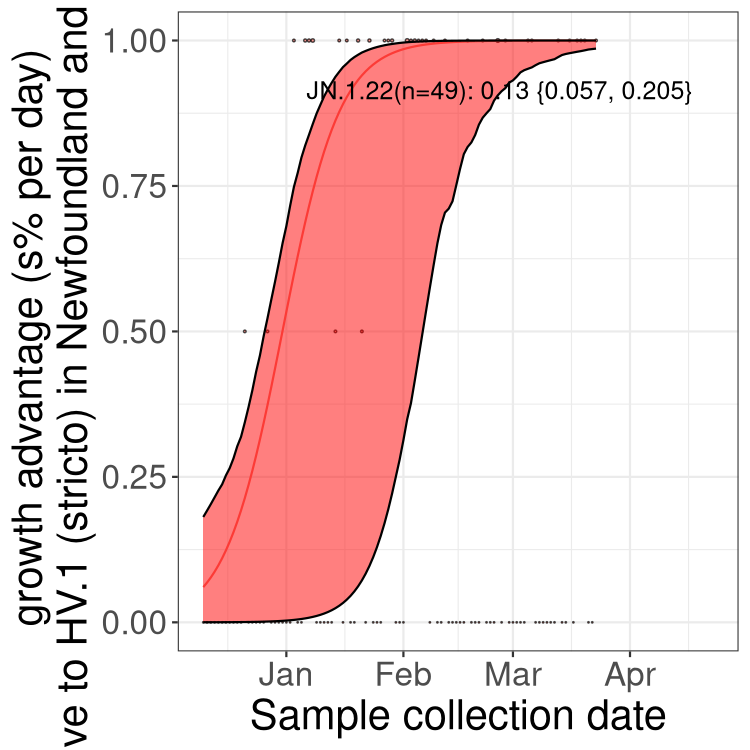 growth advantage (s% per day)
ve to HV.1 (stricto) in Newfoundland and
1.00
0.75
0.50
0.25
0.00
JN.1.22(n=49): 0.13 {0.057, 0.205}
Jan Feb Mar Apr
Sample collection date